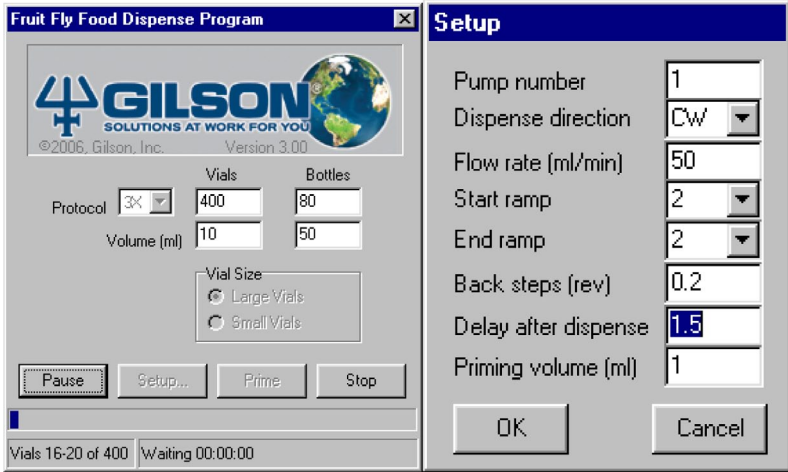 Fruit Fly Food Dispense Program
GILSON
SOLUTIONS AT WORK FOR YOU
©2006, Gilson, Inc. Version 3.00
Vials Bottles
Protocol 3X 400 80
Volume (ml) 10 50
Vial Size
Large Vials
Small Vials
Pause Setup... Prime Stop
Vials 16-20 of 400 Waiting 00:00:00
Setup
Pump number 1
Dispense direction CW
Flow rate (ml/min) 50
Start ramp 2
End ramp 2
Back steps (rev) 0.2
Delay after dispense 1.5
Priming volume (ml) 1
OK Cancel